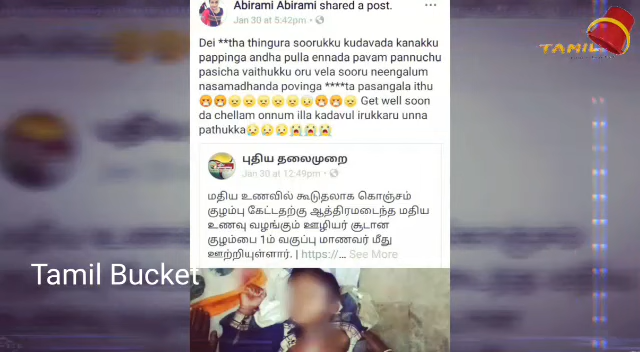 Abirami Abirami shared a post.
Jan 30 at 5:42pm •
Dei **tha thingura soorukku kudavada kanakku
pappinga andha pulla ennada pavam pannuchu
pasicha vaithukku oru vela sooru neengalum
nasamadhanda povinga ****ta pasangala ithu
😷😷😠😠😠😠😠😠😷😷😠 Get well soon
da chellam onnum illa kadavul irukkaru unna
pathukka😥😥😥😭😭😭
புதிய தலைமுறை
Jan 30 at 12:49pm •
மதிய உணவில் கூடுதலாக கொஞ்சம்
குழம்பு கேட்டதற்கு ஆத்திரமடைந்த மதிய
உணவு வழங்கும் ஊழியர் சூடான
குழம்பை 1ம் வகுப்பு மாணவர் மீது
ஊற்றியுள்ளார். | https://... See More
Tamil Bucket
TAMIL